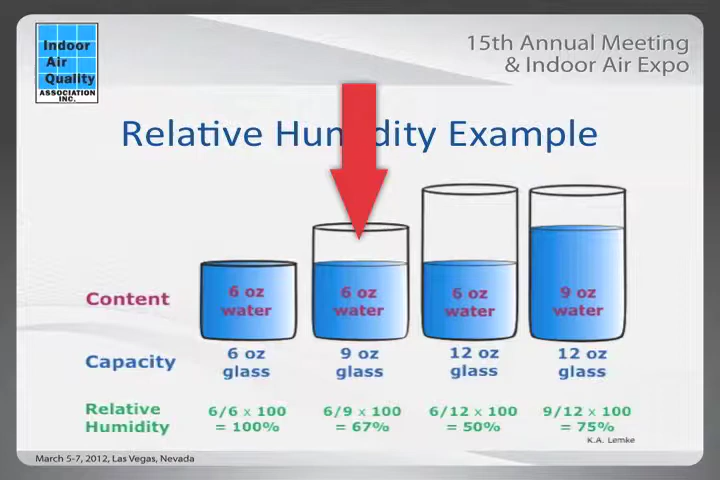 Indoor
Air
Quality
ASSOCIATION
INC.
15th Annual Meeting
& Indoor Air Expo
Relative Humidity Example
Content
6 oz
water
6 oz
water
6 oz
water
9 oz
water
Capacity
6 oz
glass
9 oz
glass
12 oz
glass
12 oz
glass
Relative
Humidity
6/6 x 100
= 100%
6/9 x 100
= 67%
6/12 x 100
= 50%
9/12 x 100
= 75%
K.A. Lemke
March 5-7, 2012, Las Vegas, Nevada